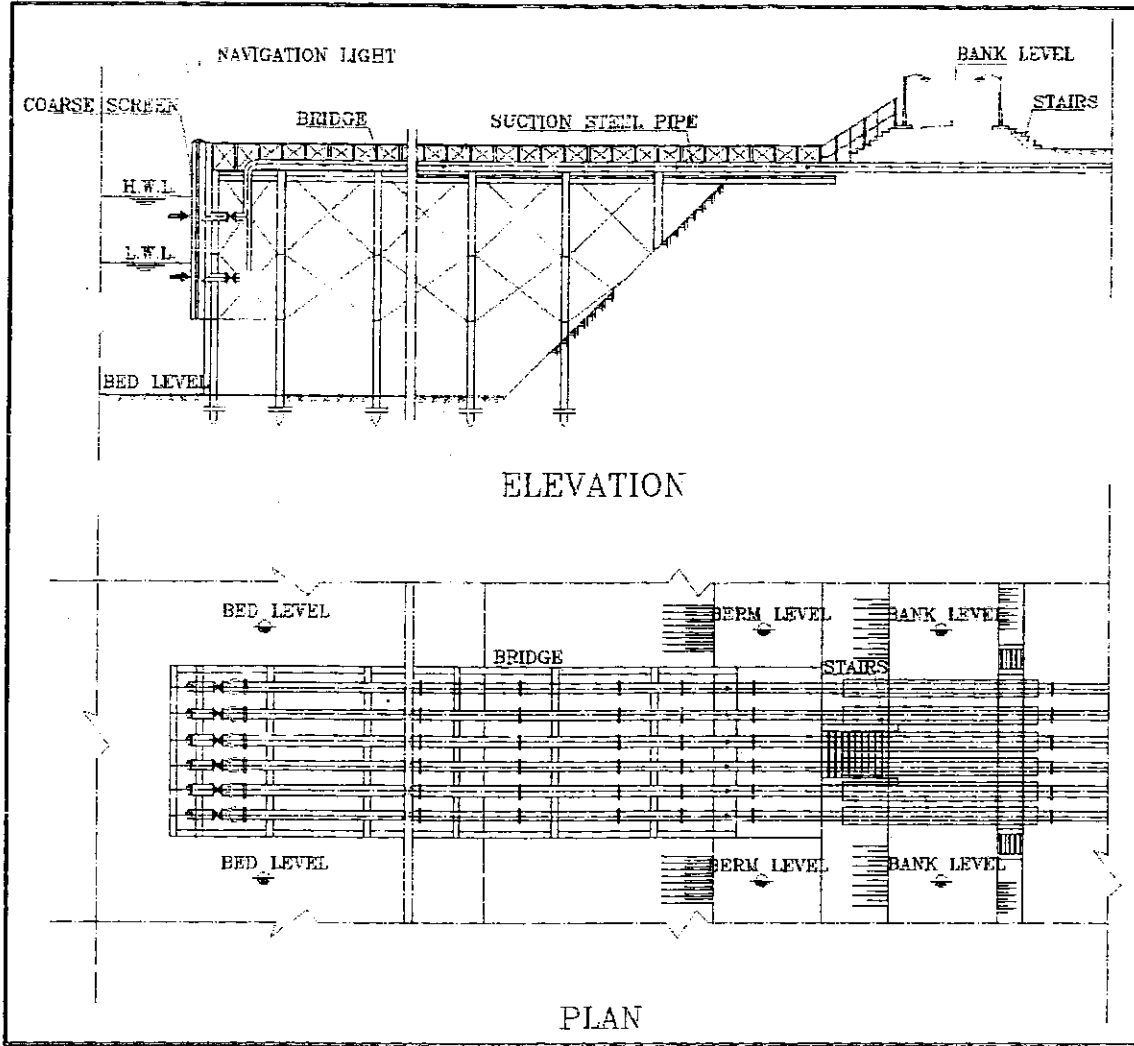 NAVIGATION LIGHT
BANK LEVEL
COARSE SCREEN
STAIRS
BRIDGE
SUCTION STEEL PIPE
H.W.L.
L.W.L.
BED LEVEL
ELEVATION
BED LEVEL
BERM LEVEL
BANK LEVEL
BRIDGE
STAIRS
BED LEVEL
BERM LEVEL
BANK LEVEL
PLAN